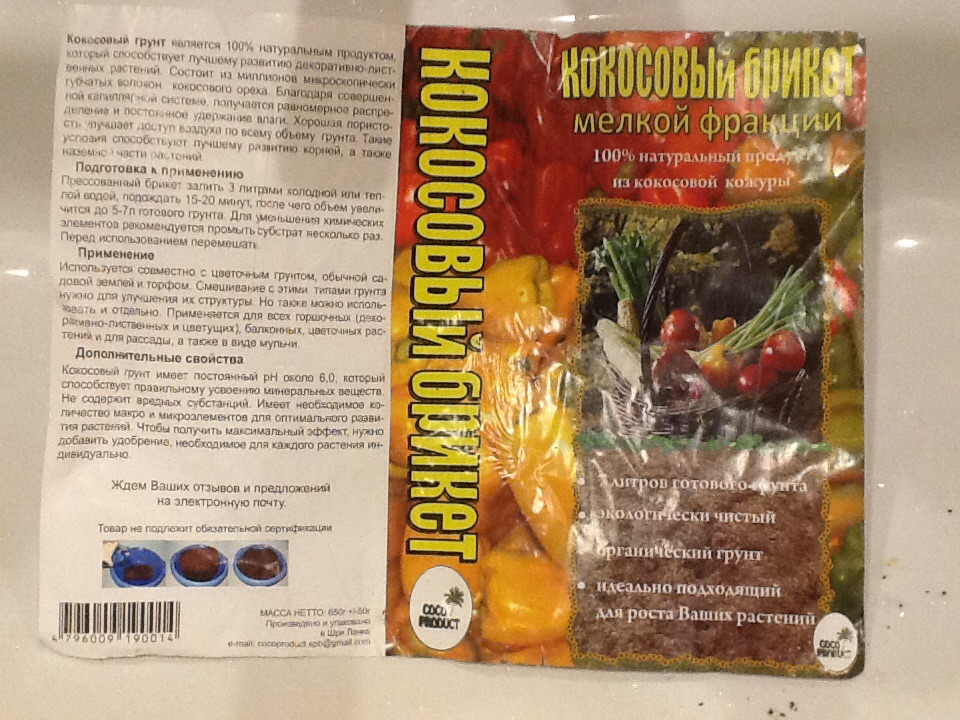 Кокосовый грунт является 100% натуральным продуктом,
который способствует лучшему развитию декоративно-лист-
венных растений. Состоит из миллионов микроскопически
губчатых волокон кокосового ореха. Благодаря совершен-
ной капиллярной системе, получается равномерное распре-
деление и постоянное удержание влаги. Хорошая пористо-
сть улучшает доступ воздуха по всему объему грунта. Такие
условия способствуют лучшему развитию корней, а также
наземной части растений.
Подготовка к применению
Прессованный брикет залить 3 литрами холодной или теп-
лой водой, подождать 15-20 минут, после чего объем увели-
чится до 5-7л готового грунта. Для уменьшения химических
элементов рекомендуется промыть субстрат несколько раз.
Перед использованием перемешать.
Применение
Используется совместно с цветочным грунтом, обычной са-
довой землей и торфом. Смешивание с этими типами грунта
нужно для улучшения их структуры. Но также можно исполь-
зовать и отдельно. Применяется для всех горшочных (деко-
ративно-лиственных и цветущих), балконных, цветочных рас-
тений и для рассады, а также в виде мульчи.
Дополнительные свойства
Кокосовый грунт имеет постоянный pH около 6,0, который
способствует правильному усвоению минеральных веществ.
Не содержит вредных субстанций. Имеет необходимое ко-
личество макро и микроэлементов для оптимального разви-
тия растений. Чтобы получить максимальный эффект, нужно
добавить удобрение, необходимое для каждого растения ин-
дивидуально.
Ждем Ваших отзывов и предложений
на электронную почту.
Товар не подлежит обязательной сертификации
4 796009 190014
МАССА НЕТТО: 650г +/-50г
Произведено и упаковано
в Шри Ланка
e-mail: cocoproduct.spb@gmail.com
КОКОСОВЫЙ брикет
COCO
PRODUCT
КОКОСОВЫЙ брикет
мелкой фракции
100% натуральный продукт
из кокосовой кожуры
• 7 литров готового грунта
• экологически чистый
органический грунт
• идеально подходящий
для роста Ваших растений
COCO
PRODUCT